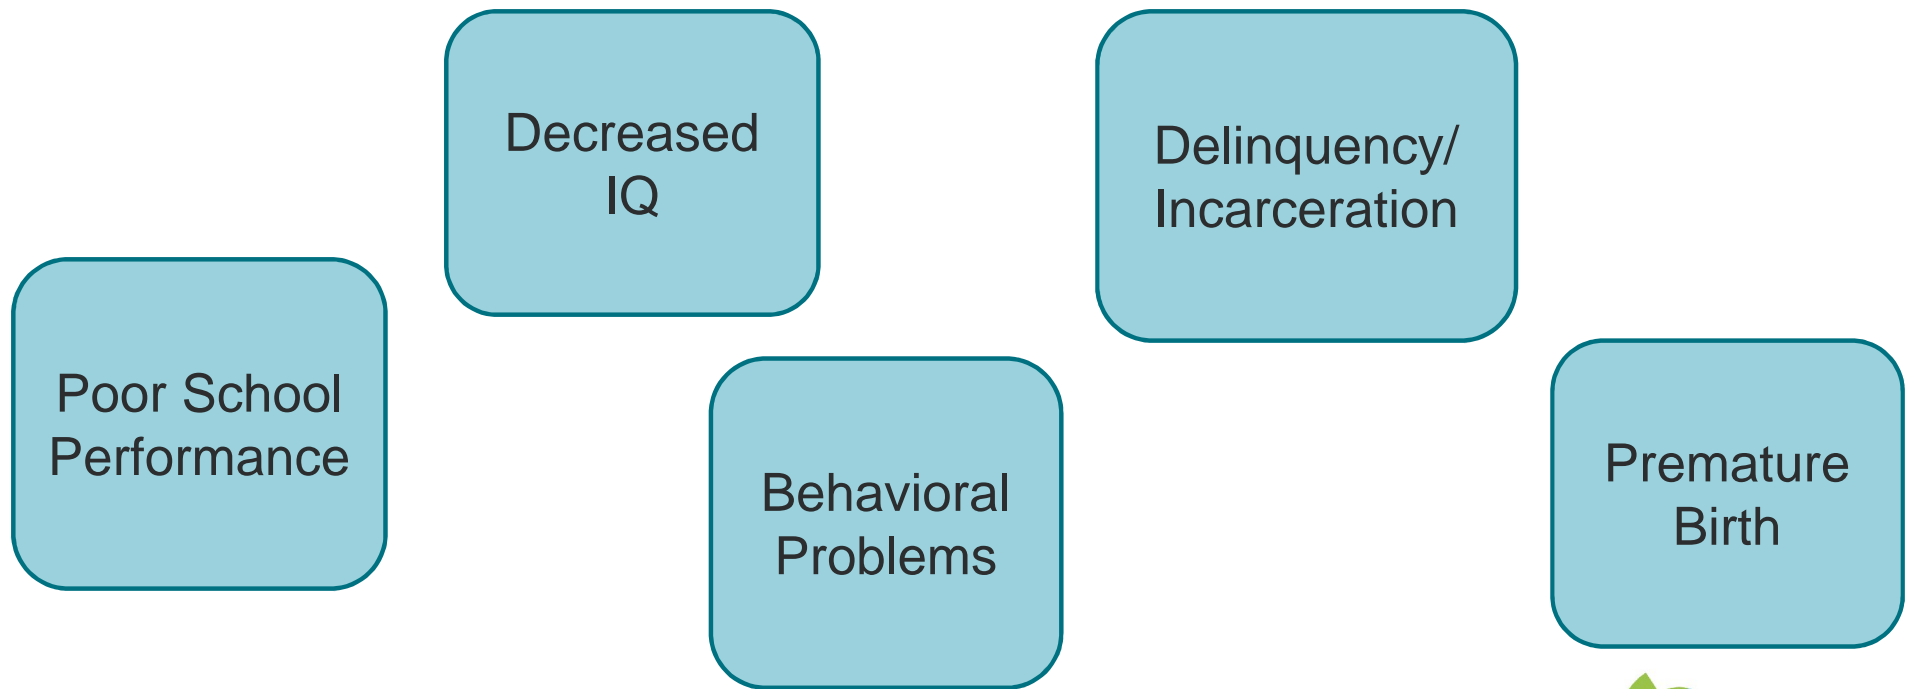 Decreased
IQ
Delinquency/
Incarceration
Poor School
Performance
Behavioral
Problems
Premature
Birth